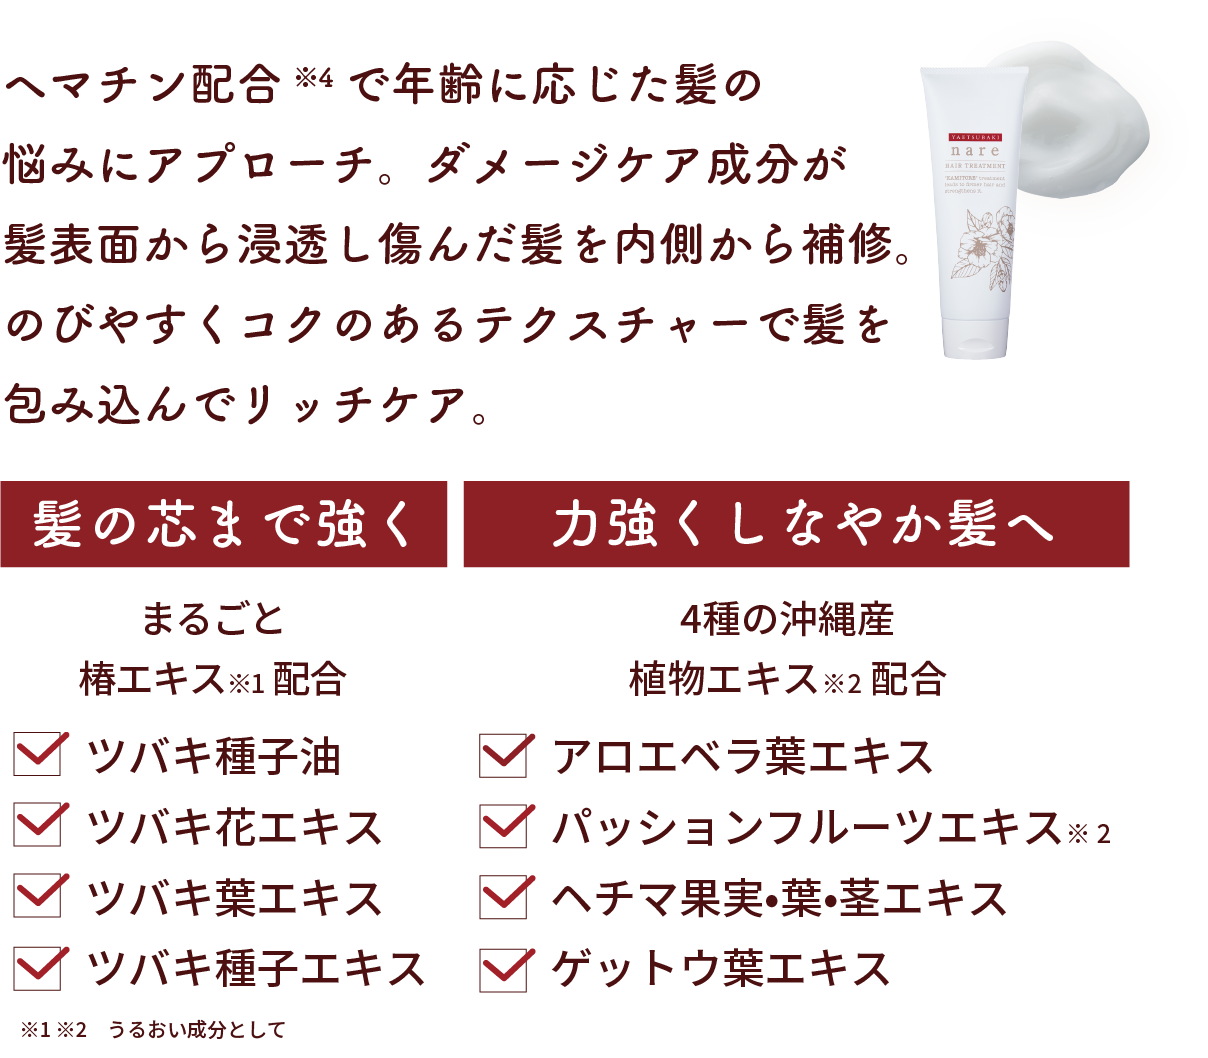 ヘマチン配合※4で年齢に応じた髪の
悩みにアプローチ。ダメージケア成分が
髪表面から浸透し傷んだ髪を内側から補修。
のびやすくコクのあるテクスチャーで髪を
包み込んでリッチケア。
YAETSUBAKI
nare
HAIR TREATMENT
髪の芯まで強く
まるごと
椿エキス※1 配合
ツバキ種子油
ツバキ花エキス
ツバキ葉エキス
ツバキ種子エキス
力強くしなやか髪へ
4種の沖縄産
植物エキス※2 配合
アロエベラ葉エキス
パッションフルーツエキス※2
ヘチマ果実・葉・茎エキス
ゲットウ葉エキス
※1 ※2　うるおい成分として